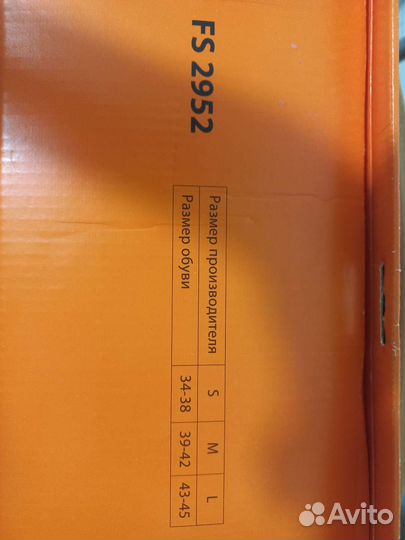 FS 2952
Размер производителя S M L
Размер обуви 34-38 39-42 43-45
Avito